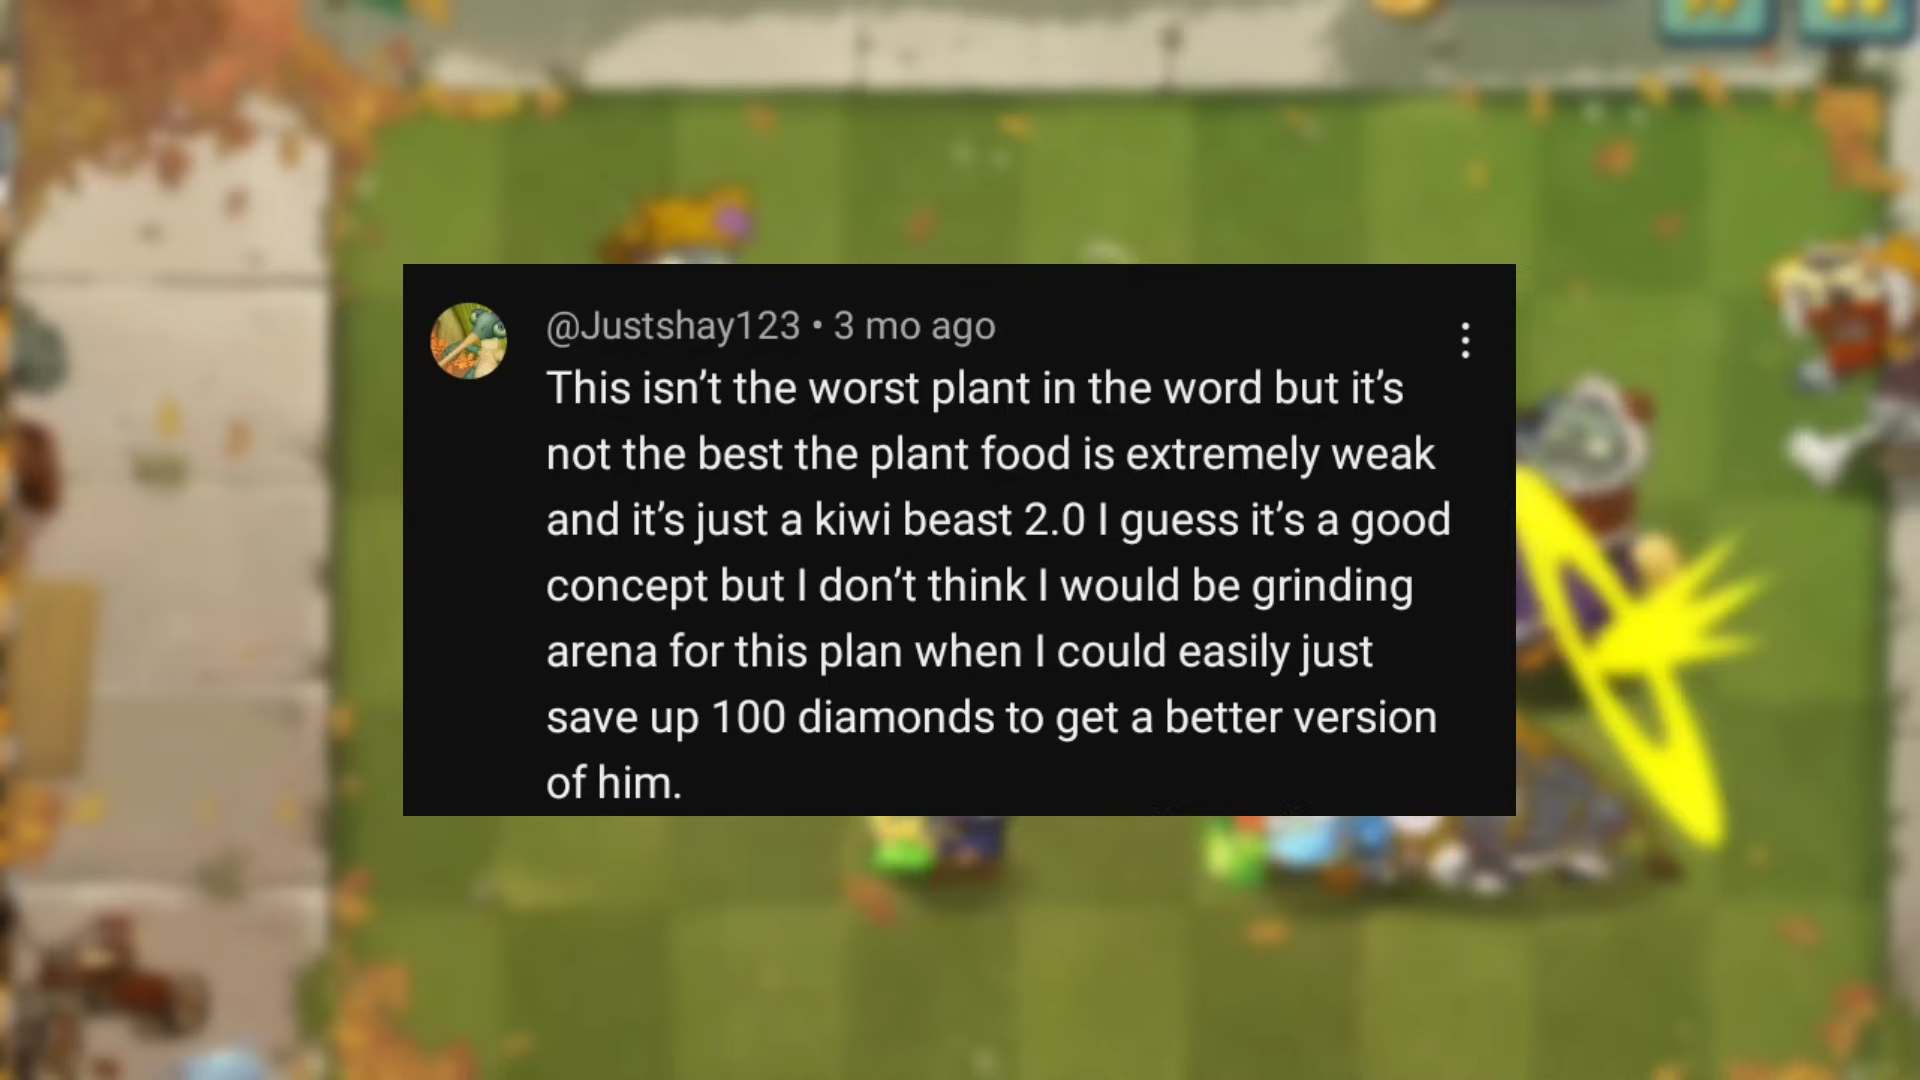 @Justshay123 • 3 mo ago
This isn’t the worst plant in the word but it’s
not the best the plant food is extremely weak
and it’s just a kiwi beast 2.0 I guess it’s a good
concept but I don’t think I would be grinding
arena for this plan when I could easily just
save up 100 diamonds to get a better version
of him.